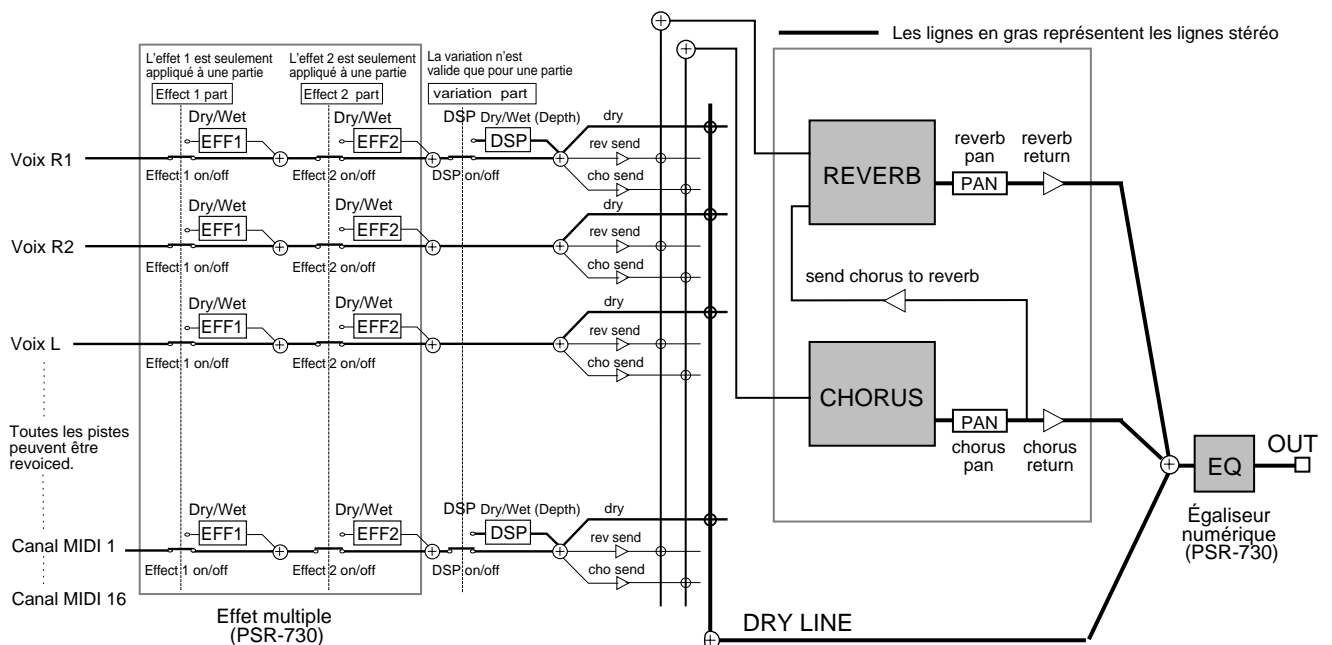 Les lignes en gras représentent les lignes stéréo
L'effet 1 est seulement
appliqué à une partie
L'effet 2 est seulement
appliqué à une partie
La variation n'est
valide que pour une partie
Effect 1 part
Effect 2 part
variation part
Dry/Wet
Dry/Wet
DSP Dry/Wet (Depth)
dry
EFF1
EFF2
DSP
rev send
Voix R1
Effect 1 on/off
Effect 2 on/off
DSP on/off
cho send
Dry/Wet
Dry/Wet
dry
EFF1
EFF2
rev send
Voix R2
Effect 1 on/off
Effect 2 on/off
cho send
Dry/Wet
Dry/Wet
dry
EFF1
EFF2
rev send
Voix L
Effect 1 on/off
Effect 2 on/off
cho send
Toutes les pistes
peuvent être
revoiced.
Dry/Wet
Dry/Wet
DSP Dry/Wet (Depth)
dry
EFF1
EFF2
DSP
rev send
Canal MIDI 1
Effect 1 on/off
Effect 2 on/off
DSP on/off
cho send
Canal MIDI 16
Effet multiple
(PSR-730)
REVERB
reverb
pan
reverb
return
PAN
send chorus to reverb
CHORUS
PAN
chorus
pan
chorus
return
EQ
OUT
Égaliseur
numérique
(PSR-730)
DRY LINE